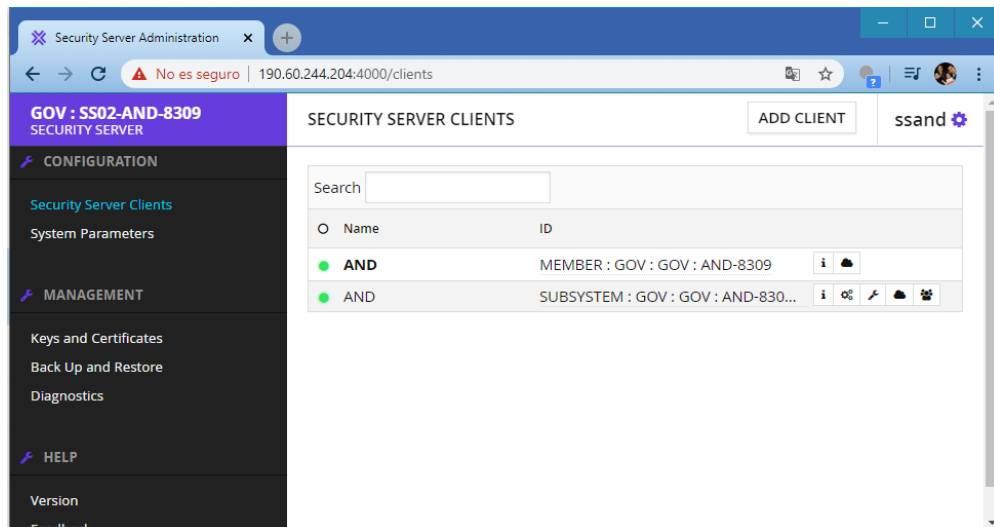 Security Server Administration
No es seguro | 190.60.244.204:4000/clients
GOV : SS02-AND-8309
SECURITY SERVER
SECURITY SERVER CLIENTS
ADD CLIENT
ssand
CONFIGURATION
Security Server Clients
System Parameters
Search
Name ID
AND MEMBER : GOV : GOV : AND-8309
AND SUBSYSTEM : GOV : GOV : AND-830...
MANAGEMENT
Keys and Certificates
Back Up and Restore
Diagnostics
HELP
Version